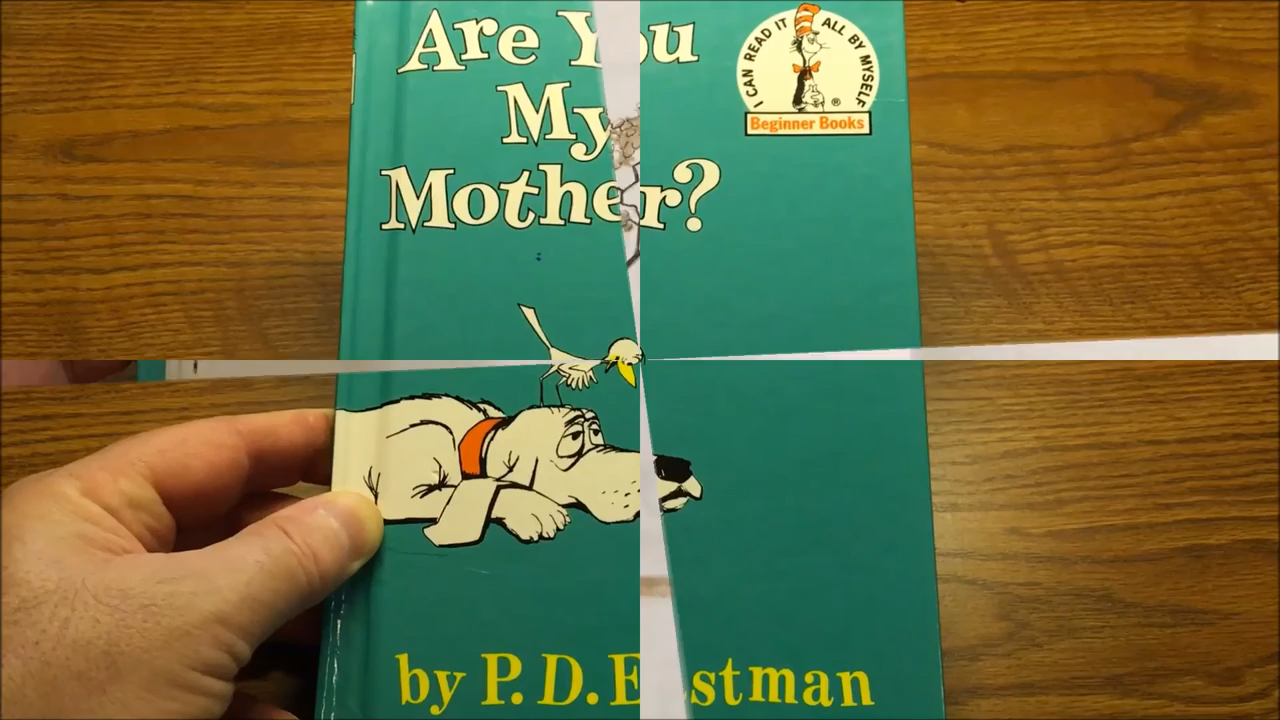 Are You
My
Mother?
I CAN READ IT ALL BY MYSELF
®
Beginner Books
by P. D. Eastman